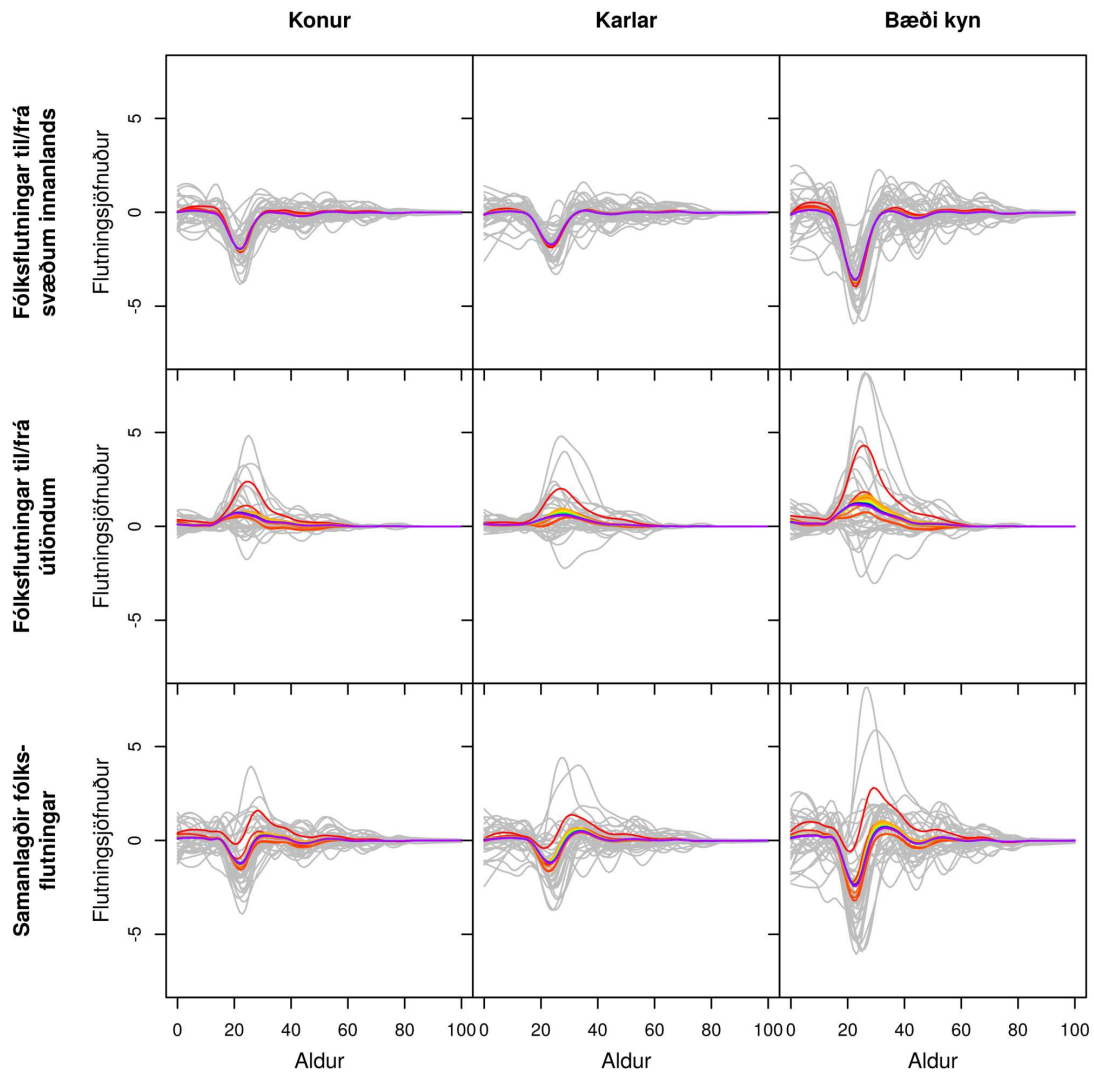 Konur Karlar Bæði kyn
Fólksflutningar til/frá
svæðum innanlands
Flutningsjöfnuður
5
0
-5
Fólksflutningar til/frá
útlöndum
Flutningsjöfnuður
5
0
-5
Samanlagðir fólks-
flutningar
Flutningsjöfnuður
5
0
-5
0 20 40 60 80 100 0 20 40 60 80 100 0 20 40 60 80 100
Aldur Aldur Aldur